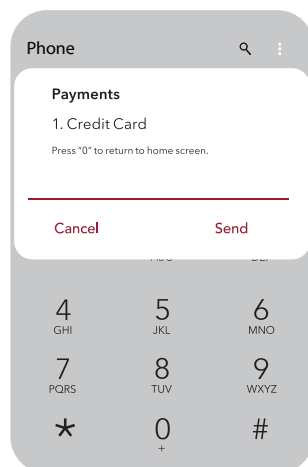 Phone
Payments
1. Credit Card
Press "0" to return to home screen.
Cancel Send
4 5 6
GHI JKL MNO
7 8 9
PQRS TUV WXYZ
* 0 #
+